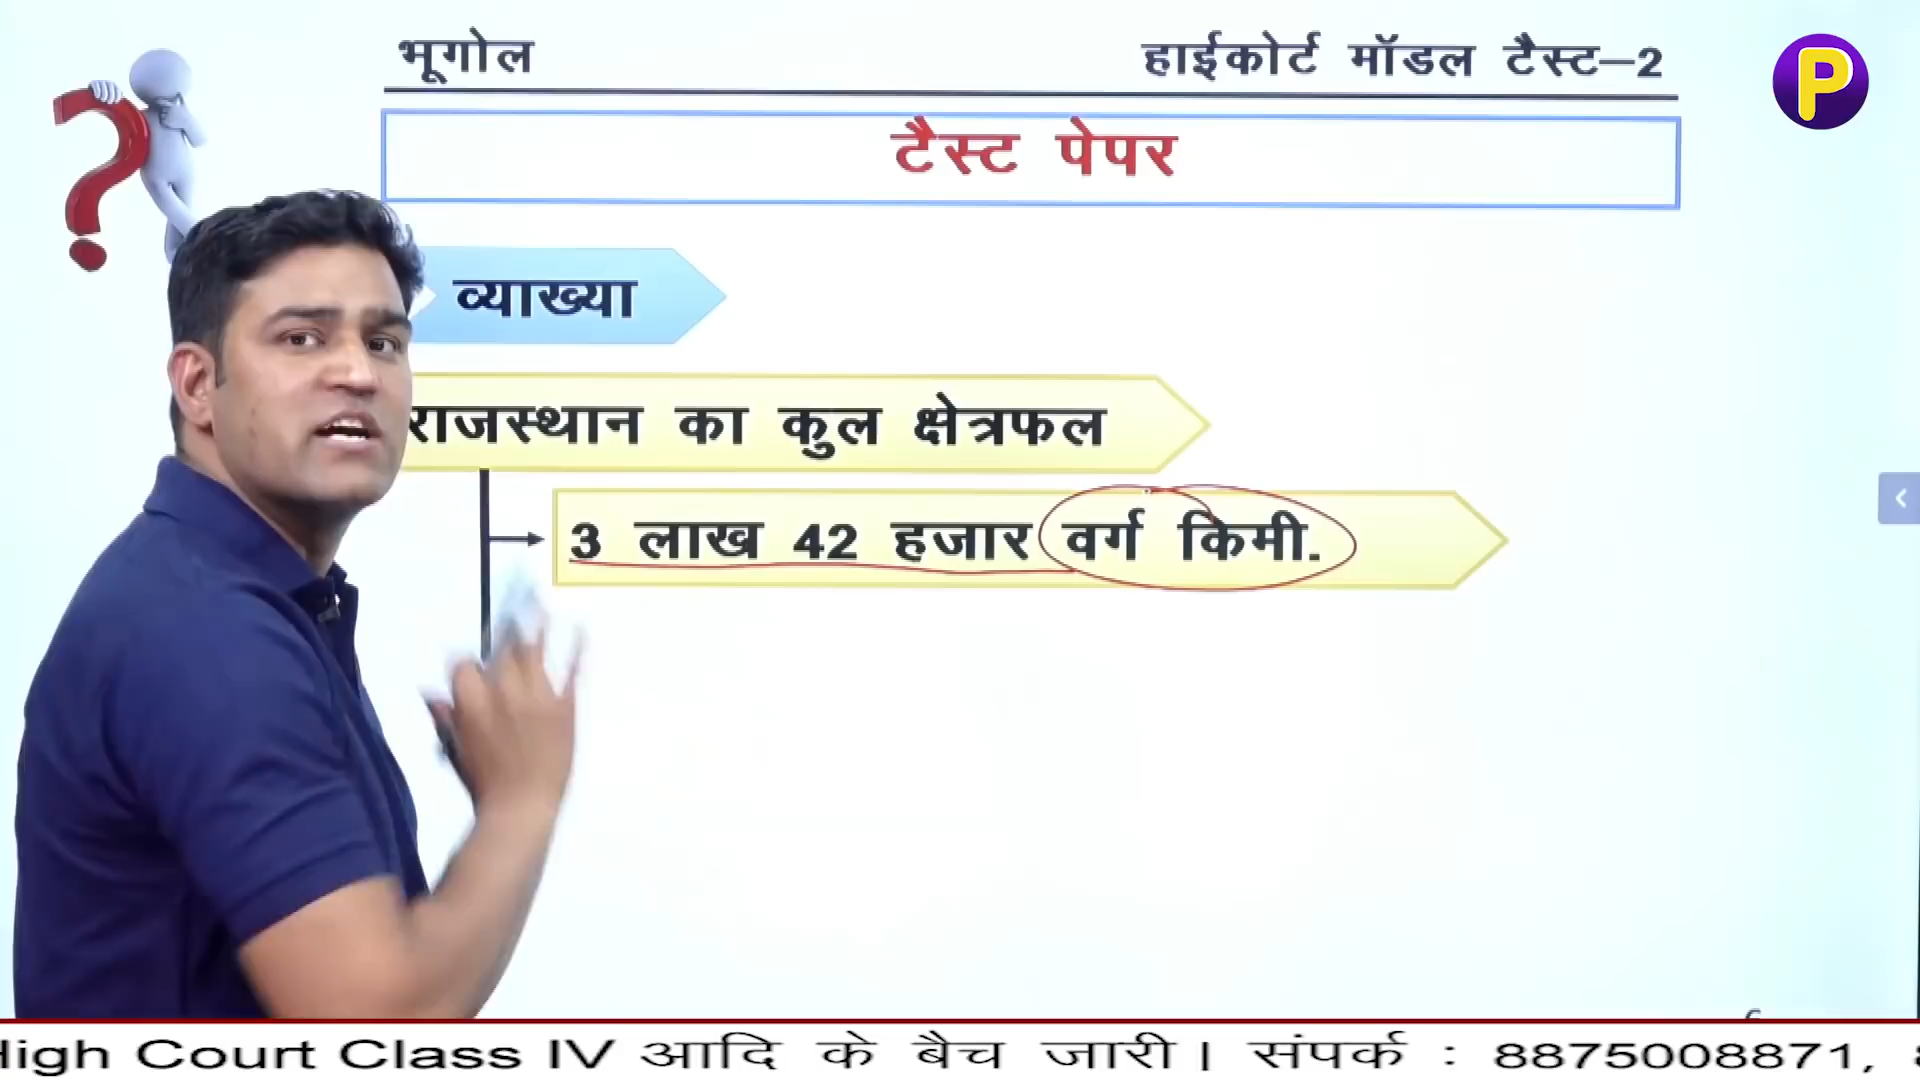 भूगोल
हाईकोर्ट मॉडल टैस्ट–2
P
टैस्ट पेपर
व्याख्या
राजस्थान का कुल क्षेत्रफल
3 लाख 42 हजार वर्ग किमी.
High Court Class IV आदि के बैच जारी। संपर्क : 8875008871,